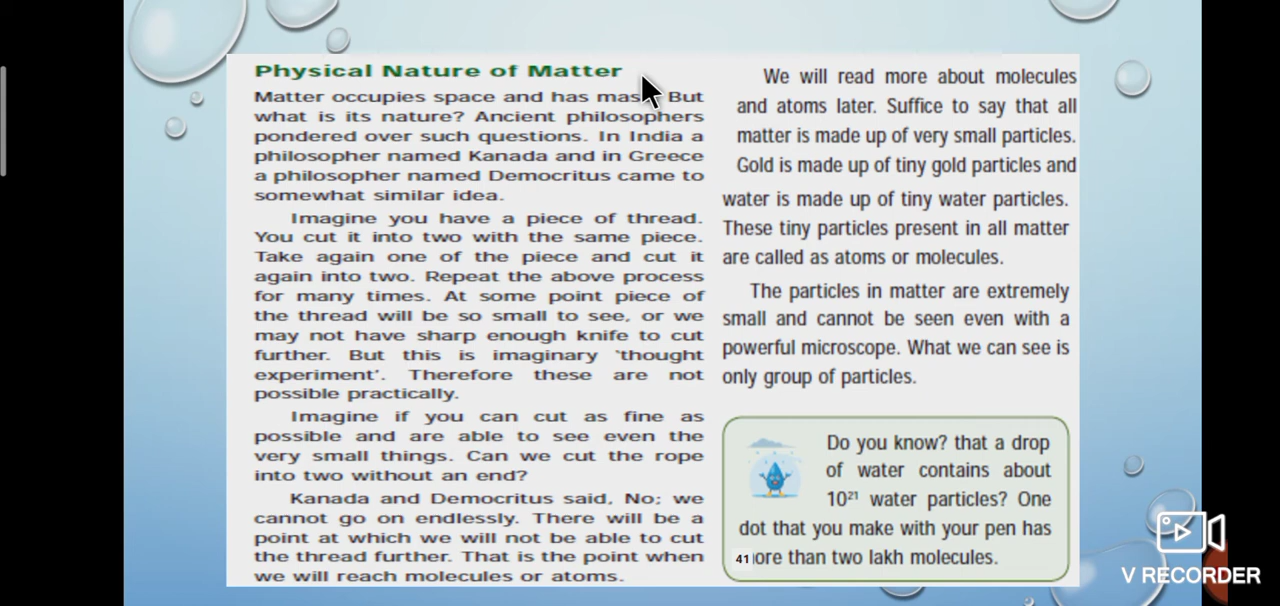 Physical Nature of Matter
Matter occupies space and has mass. But
what is its nature? Ancient philosophers
pondered over such questions. In India a
philosopher named Kanada and in Greece
a philosopher named Democritus came to
somewhat similar idea.
Imagine you have a piece of thread.
You cut it into two with the same piece.
Take again one of the piece and cut it
again into two. Repeat the above process
for many times. At some point piece of
the thread will be so small to see, or we
may not have sharp enough knife to cut
further. But this is imaginary ‘thought
experiment’. Therefore these are not
possible practically.
Imagine if you can cut as fine as
possible and are able to see even the
very small things. Can we cut the rope
into two without an end?
Kanada and Democritus said, No; we
cannot go on endlessly. There will be a
point at which we will not be able to cut
the thread further. That is the point when
we will reach molecules or atoms.
We will read more about molecules
and atoms later. Suffice to say that all
matter is made up of very small particles.
Gold is made up of tiny gold particles and
water is made up of tiny water particles.
These tiny particles present in all matter
are called as atoms or molecules.
The particles in matter are extremely
small and cannot be seen even with a
powerful microscope. What we can see is
only group of particles.
Do you know? that a drop
of water contains about
10²¹ water particles? One
dot that you make with your pen has
more than two lakh molecules.
41
V RECORDER